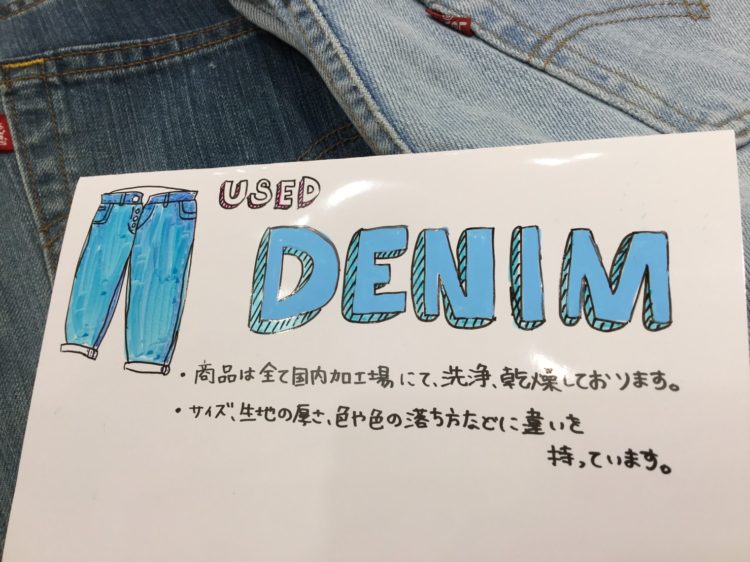 USED
DENIM
・商品は全て国内加工場にて、洗浄、乾燥しております。
・サイズ、生地の厚さ、色や色の落ち方などに違いを
持っています。